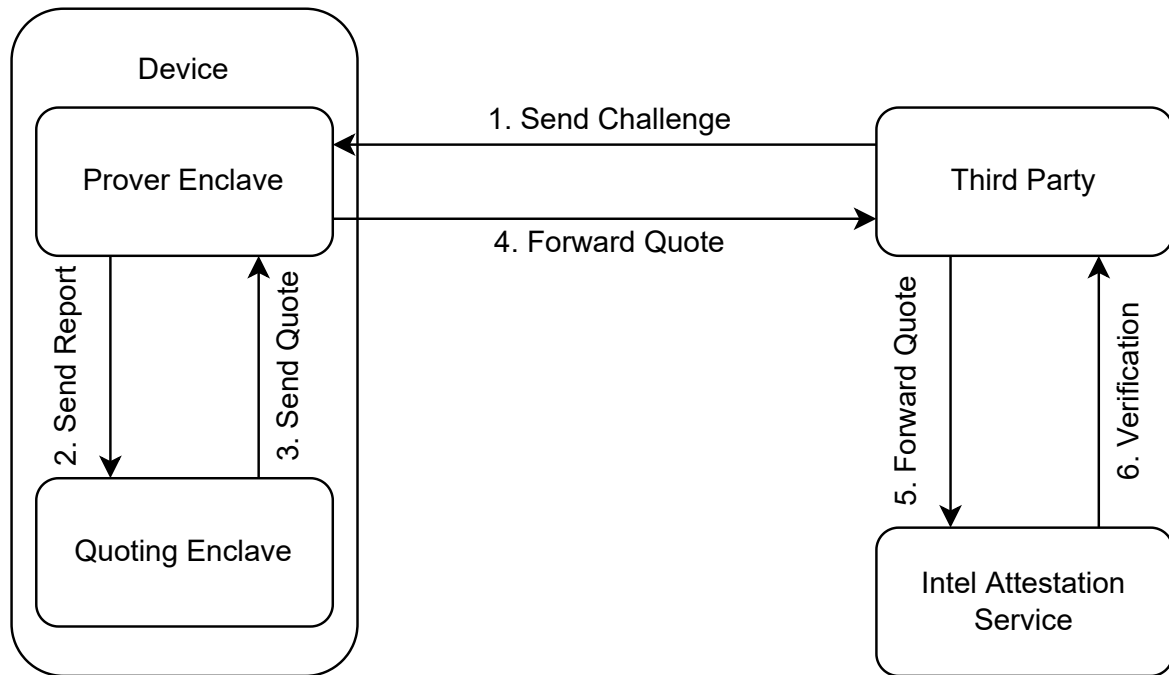 Device
1. Send Challenge
Prover Enclave
Third Party
4. Forward Quote
2. Send Report
3. Send Quote
5. Forward Quote
6. Verification
Quoting Enclave
Intel Attestation
Service